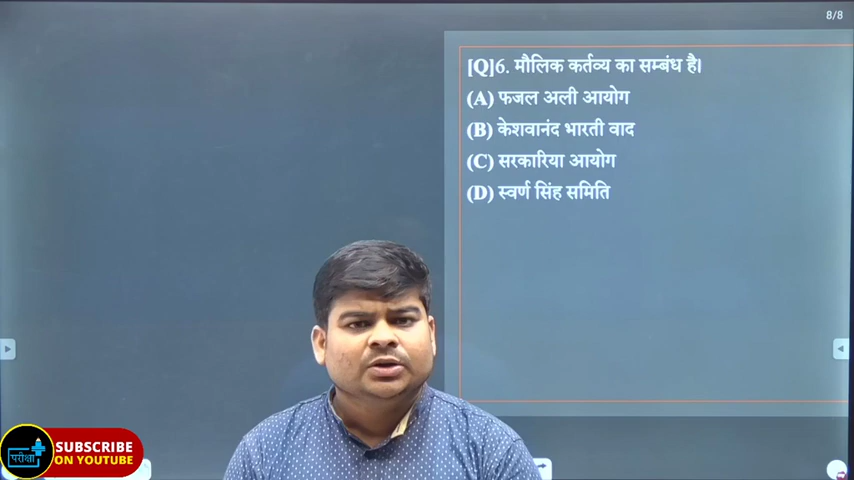 8/8
[Q]6. मौलिक कर्तव्य का सम्बंध है।
(A) फजल अली आयोग
(B) केशवानंद भारती वाद
(C) सरकारिया आयोग
(D) स्वर्ण सिंह समिति
परीक्षा
SUBSCRIBE
ON YOUTUBE